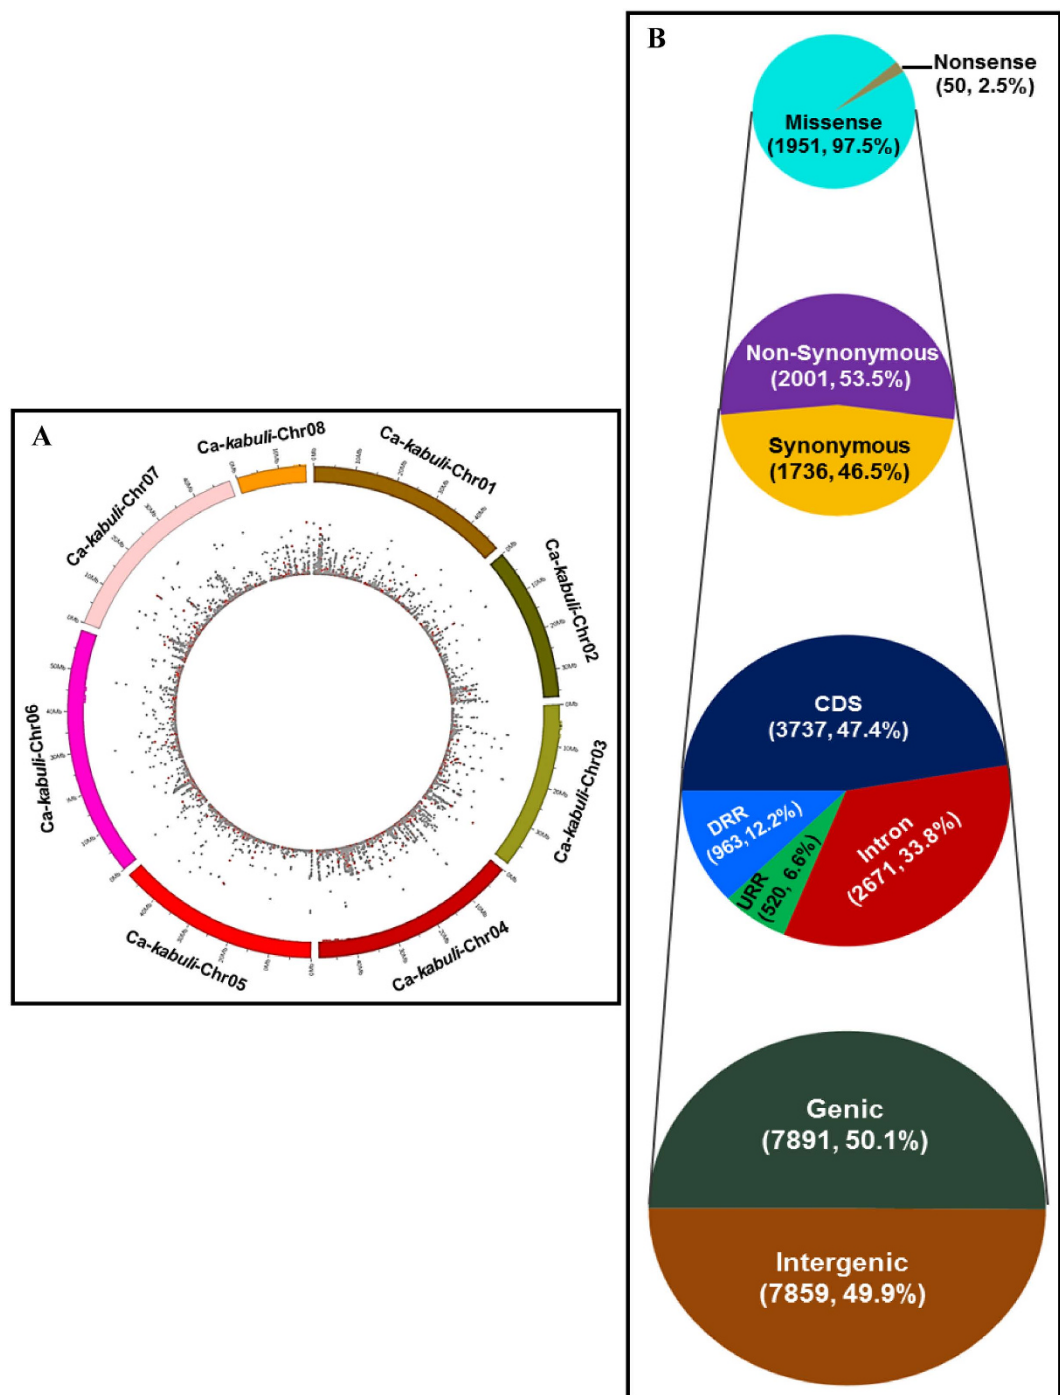 A
Ca-kabuli-Chr08
Ca-kabuli-Chr01
Ca-kabuli-Chr07
Ca-kabuli-Chr02
Ca-kabuli-Chr03
Ca-kabuli-Chr06
Ca-kabuli-Chr05
Ca-kabuli-Chr04
B
Nonsense
(50, 2.5%)
Missense
(1951, 97.5%)
Non-Synonymous
(2001, 53.5%)
Synonymous
(1736, 46.5%)
CDS
(3737, 47.4%)
DRR
(963,12.2%)
URR
(520, 6.6%)
Intron
(2671, 33.8%)
Genic
(7891, 50.1%)
Intergenic
(7859, 49.9%)